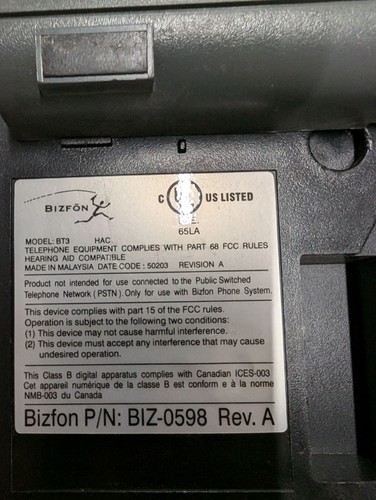 BIZFŌN
C US LISTED
65LA
MODEL: BT3 HAC
TELEPHONE EQUIPMENT COMPLIES WITH PART 68 FCC RULES
HEARING AID COMPATIBLE
MADE IN MALAYSIA DATE CODE : 50203 REVISION A
Product not intended for use connected to the Public Switched
Telephone Network (PSTN). Only for use with Bizfon Phone System.
This device complies with part 15 of the FCC rules.
Operation is subject to the following two conditions:
(1) This device may not cause harmful interference.
(2) This device must accept any interference that may cause
undesired operation.
This Class B digital apparatus complies with Canadian ICES-003
Cet appareil numérique de la classe B est conform e à la norme
NMB-003 du Canada
Bizfon P/N: BIZ-0598 Rev. A